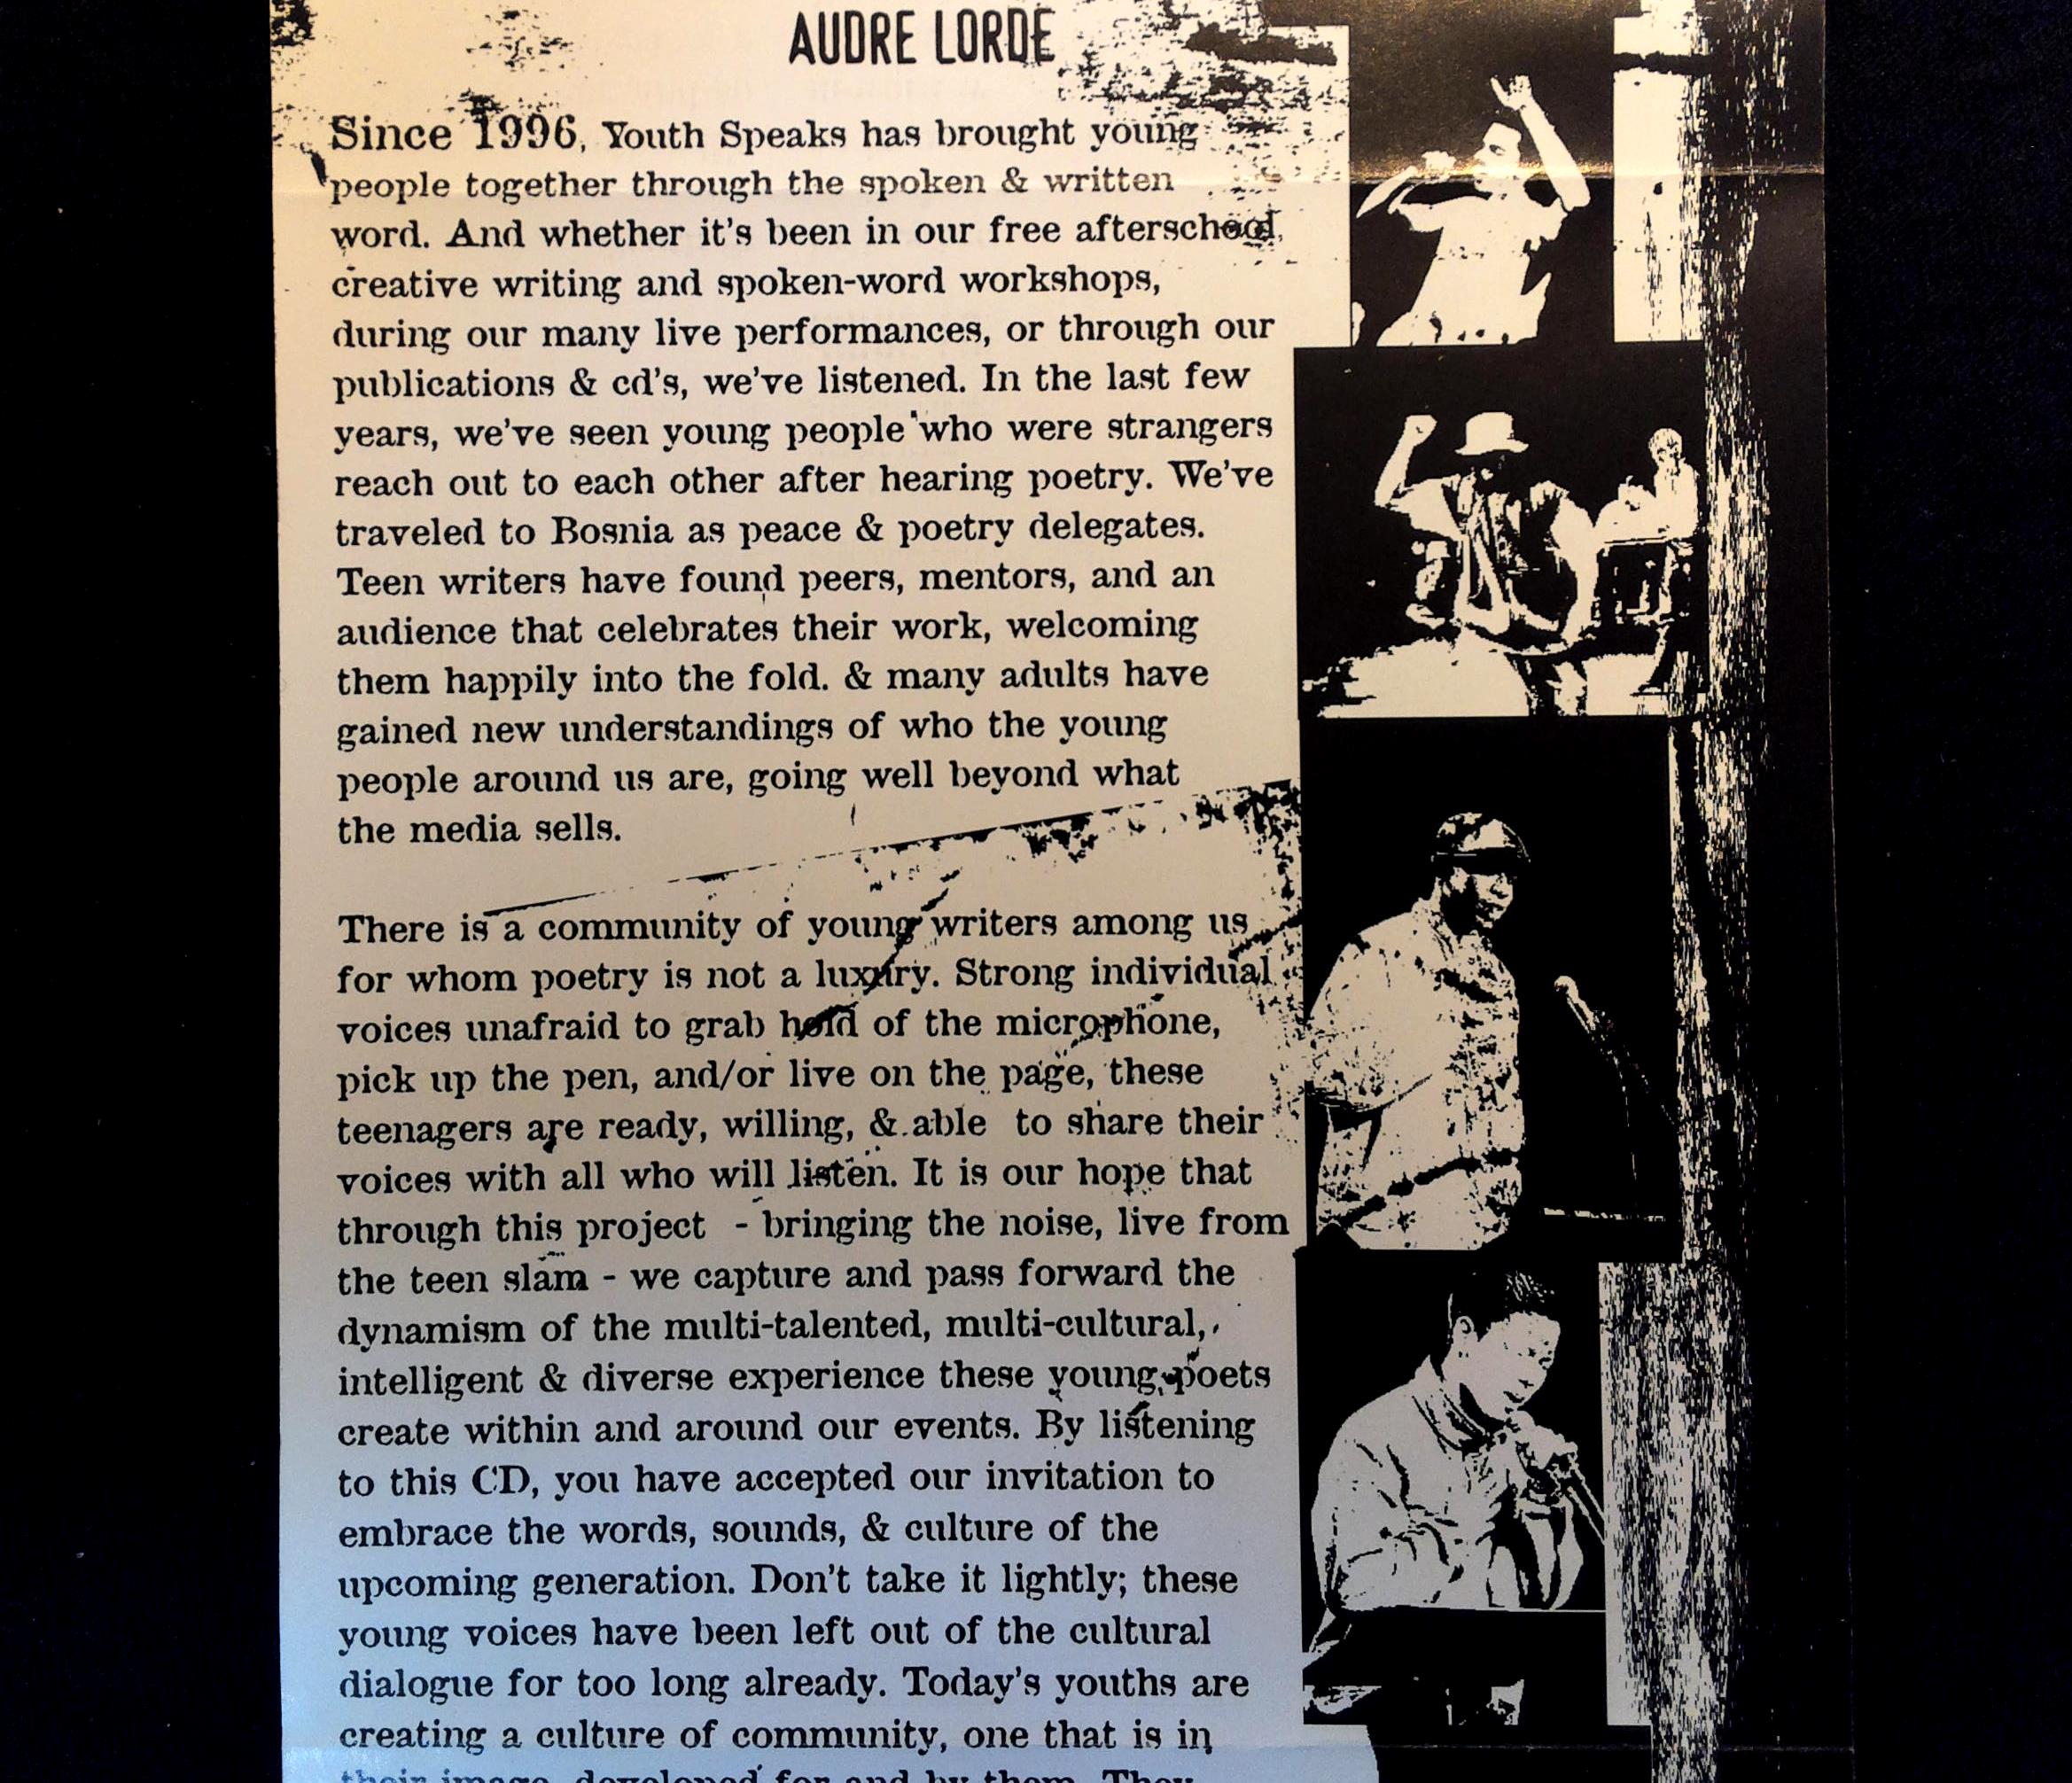 AUDRE LORDE
Since 1996, Youth Speaks has brought young
people together through the spoken & written
word. And whether it's been in our free afterschool,
creative writing and spoken-word workshops,
during our many live performances, or through our
publications & cd's, we've listened. In the last few
years, we've seen young people who were strangers
reach out to each other after hearing poetry. We've
traveled to Bosnia as peace & poetry delegates.
Teen writers have found peers, mentors, and an
audience that celebrates their work, welcoming
them happily into the fold. & many adults have
gained new understandings of who the young
people around us are, going well beyond what
the media sells.
There is a community of young writers among us
for whom poetry is not a luxury. Strong individual
voices unafraid to grab hold of the microphone,
pick up the pen, and/or live on the page, these
teenagers are ready, willing, & able to share their
voices with all who will listen. It is our hope that
through this project - bringing the noise, live from
the teen slam - we capture and pass forward the
dynamism of the multi-talented, multi-cultural,
intelligent & diverse experience these young poets
create within and around our events. By listening
to this CD, you have accepted our invitation to
embrace the words, sounds, & culture of the
upcoming generation. Don't take it lightly; these
young voices have been left out of the cultural
dialogue for too long already. Today's youths are
creating a culture of community, one that is in
their image, developed for and by them. They